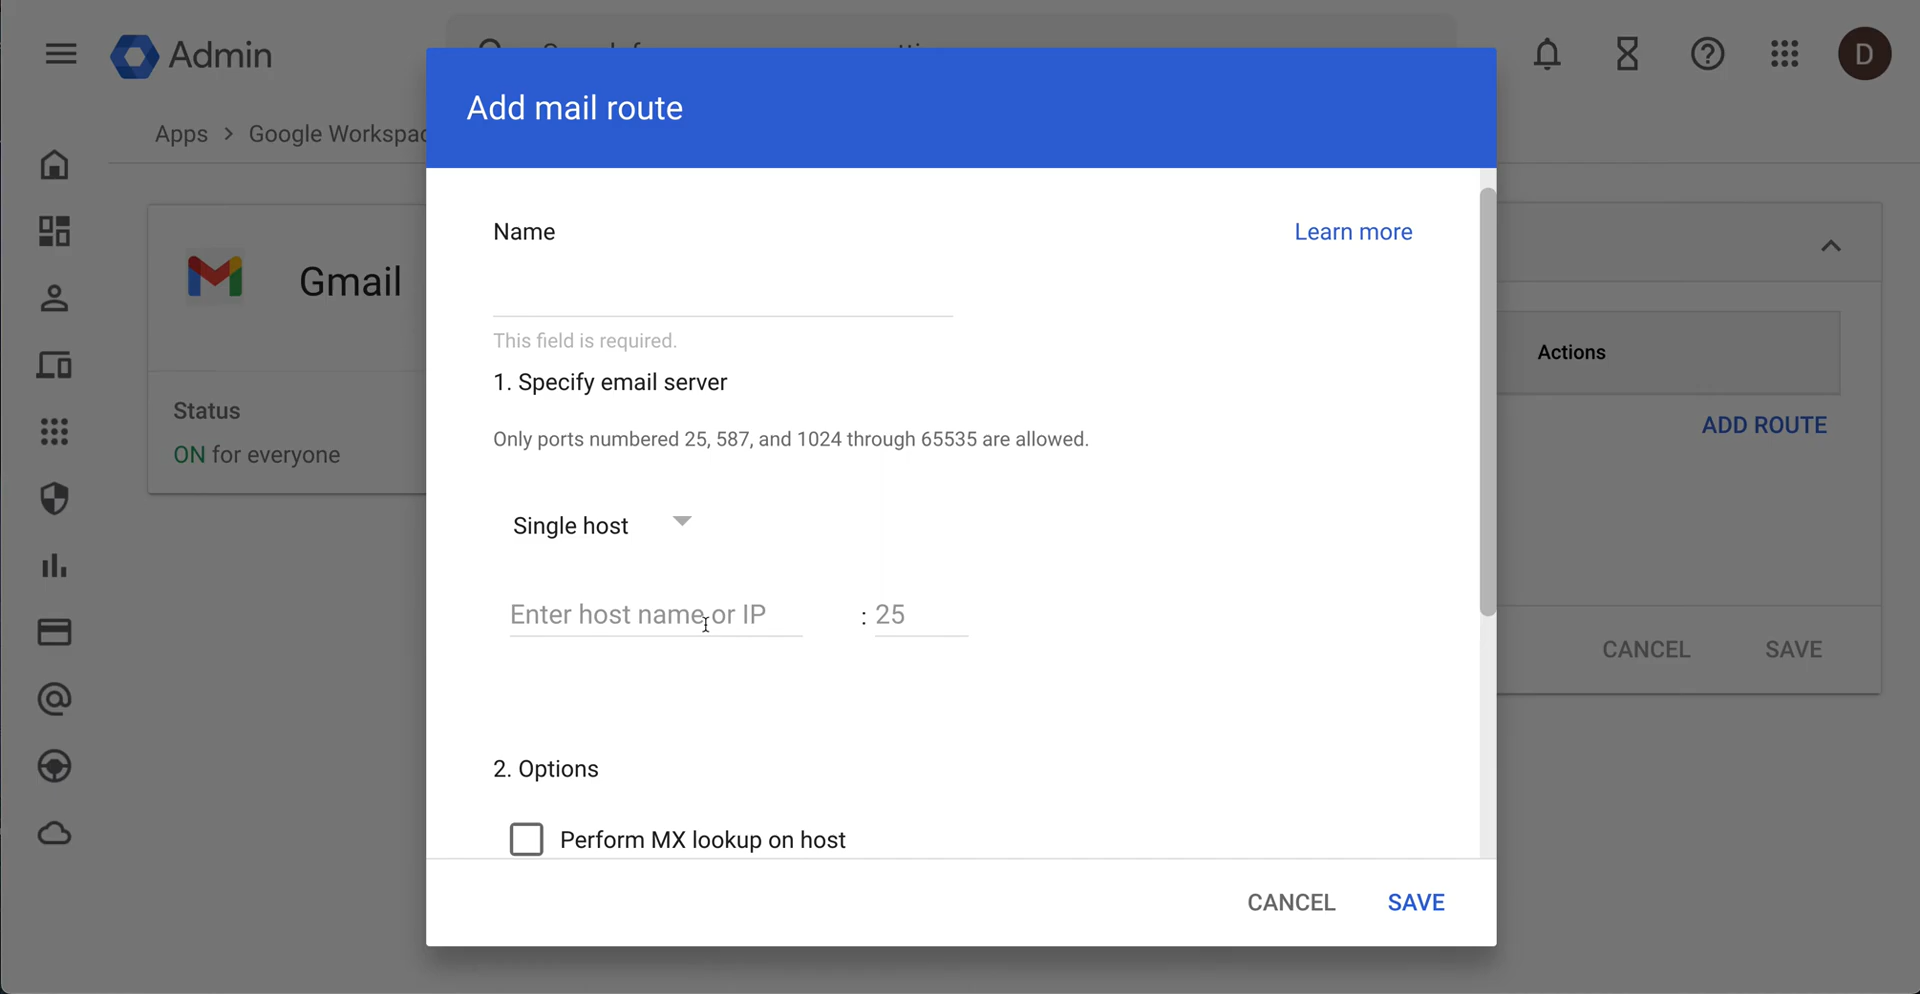 Admin
D
Apps > Google Workspac
Gmail
Status
ON for everyone
Add mail route
Name
Learn more
This field is required.
1. Specify email server
Only ports numbered 25, 587, and 1024 through 65535 are allowed.
Single host
Enter host name or IP : 25
2. Options
Perform MX lookup on host
CANCEL SAVE
Actions
ADD ROUTE
CANCEL SAVE